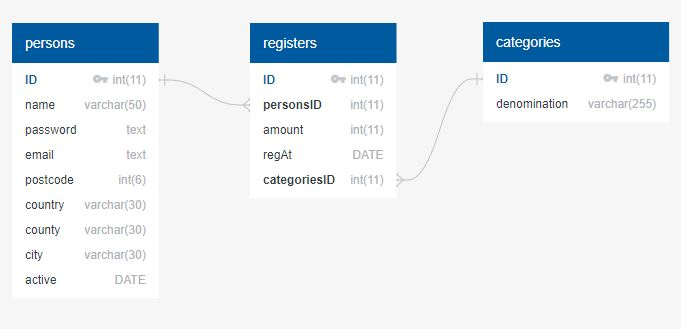 persons
ID int(11)
name varchar(50)
password text
email text
postcode int(6)
country varchar(30)
county varchar(30)
city varchar(30)
active DATE
registers
ID int(11)
personsID int(11)
amount int(11)
regAt DATE
categoriesID int(11)
categories
ID int(11)
denomination varchar(255)